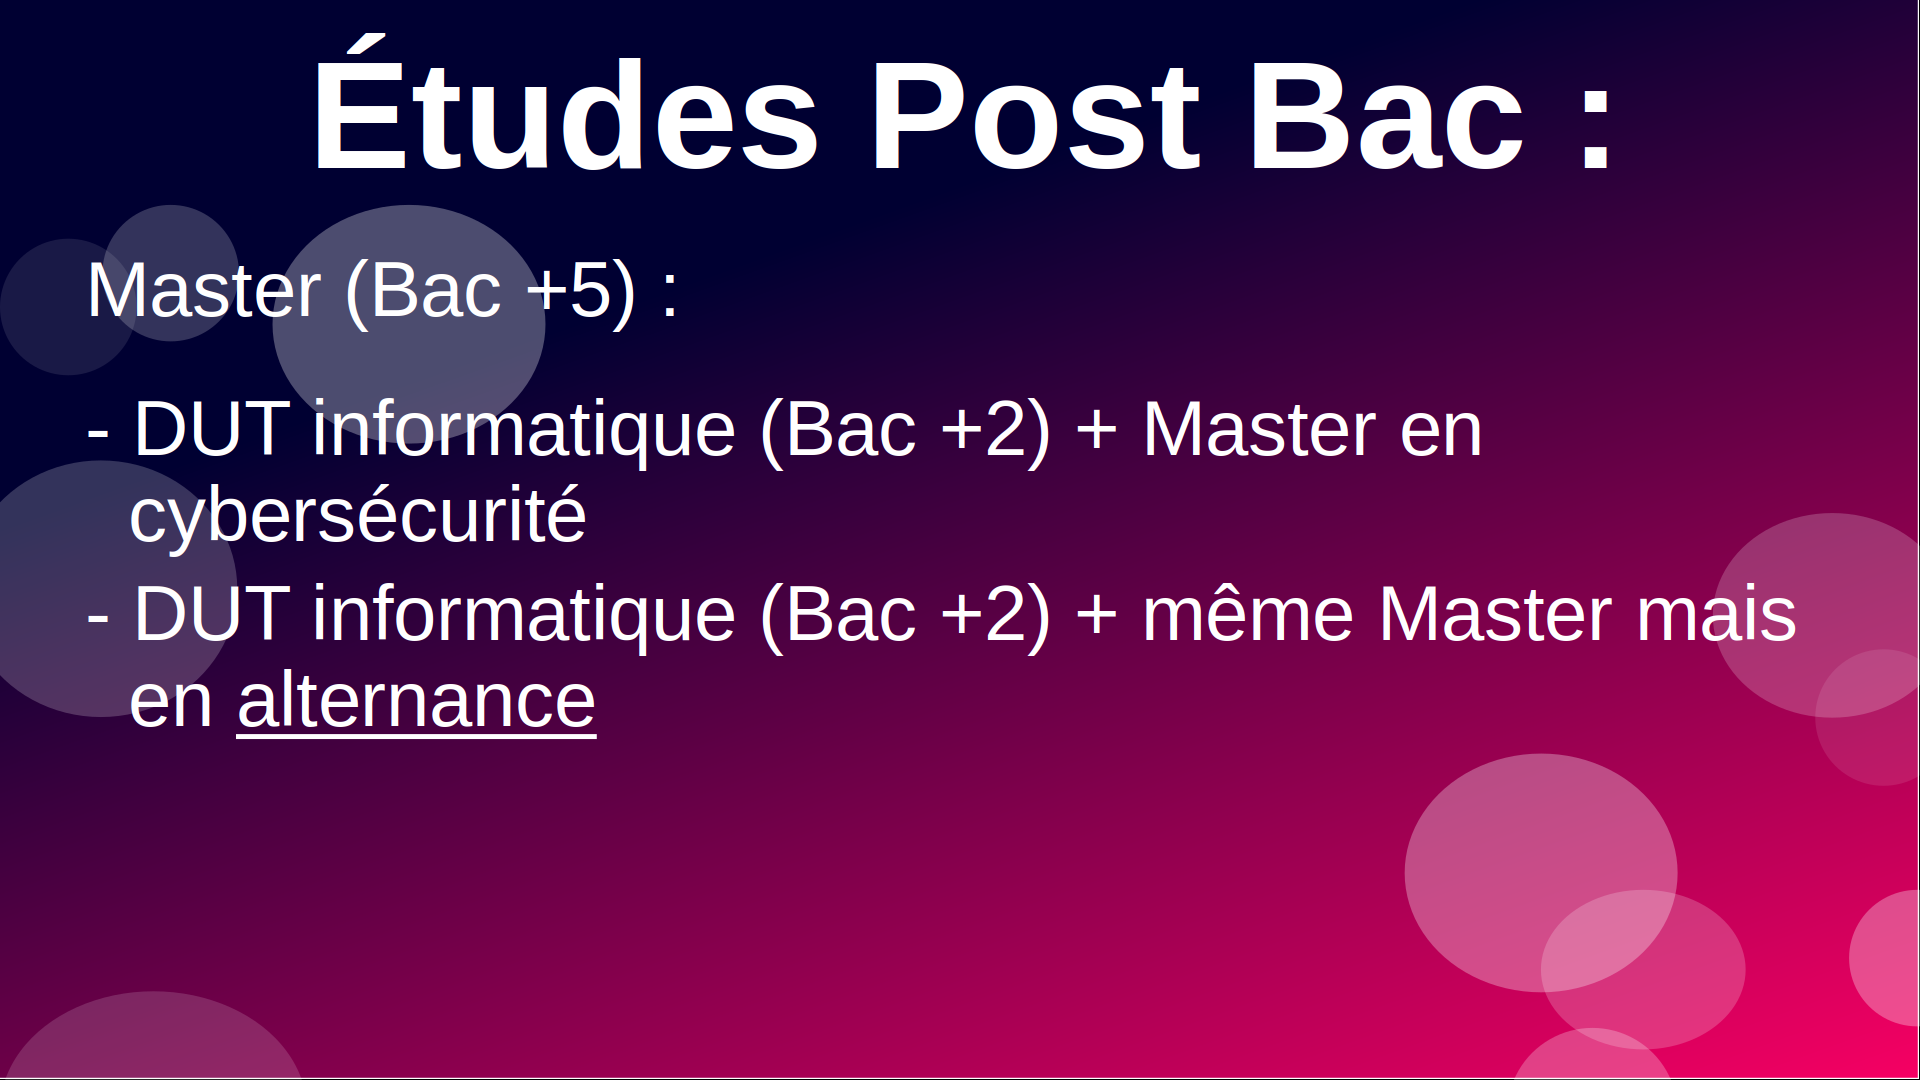 Études Post Bac :
Master (Bac +5) :
- DUT informatique (Bac +2) + Master en
cybersécurité
- DUT informatique (Bac +2) + même Master mais
en alternance